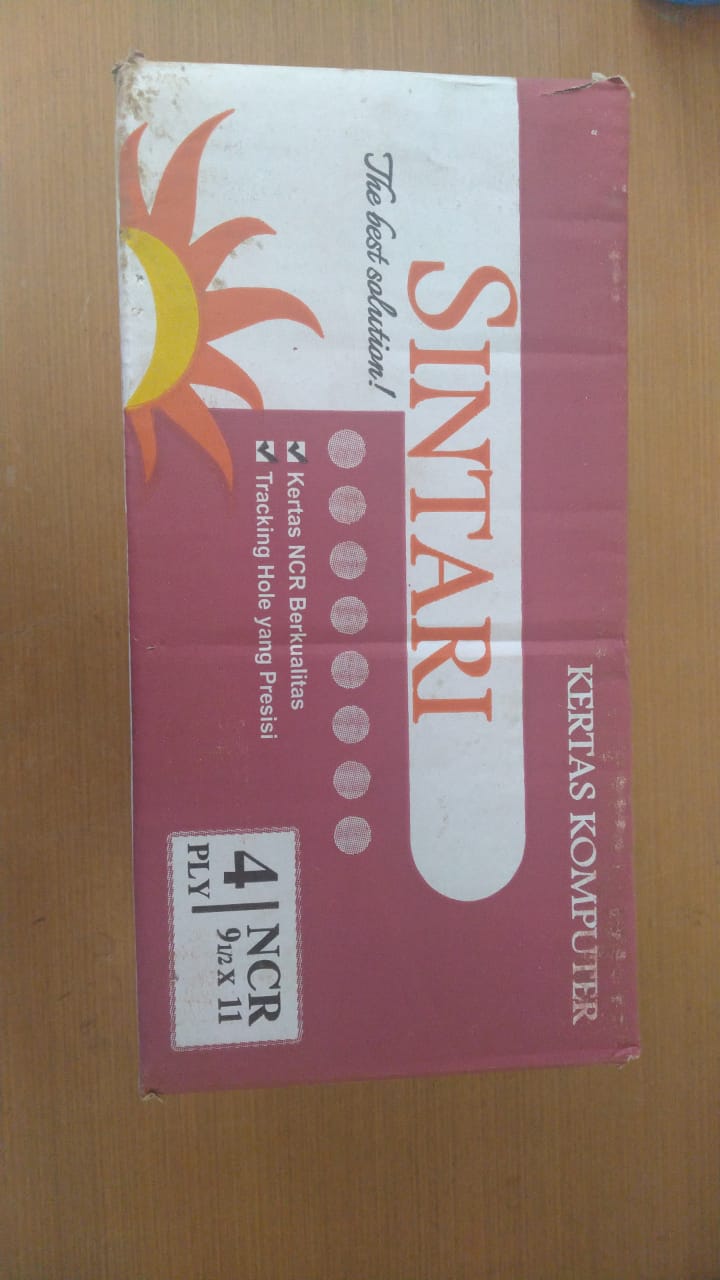 KERTAS KOMPUTER
SINTARI
The best solution!
Kertas NCR Berkualitas
Tracking Hole yang Presisi
4 PLY
NCR
9 1/2 X 11